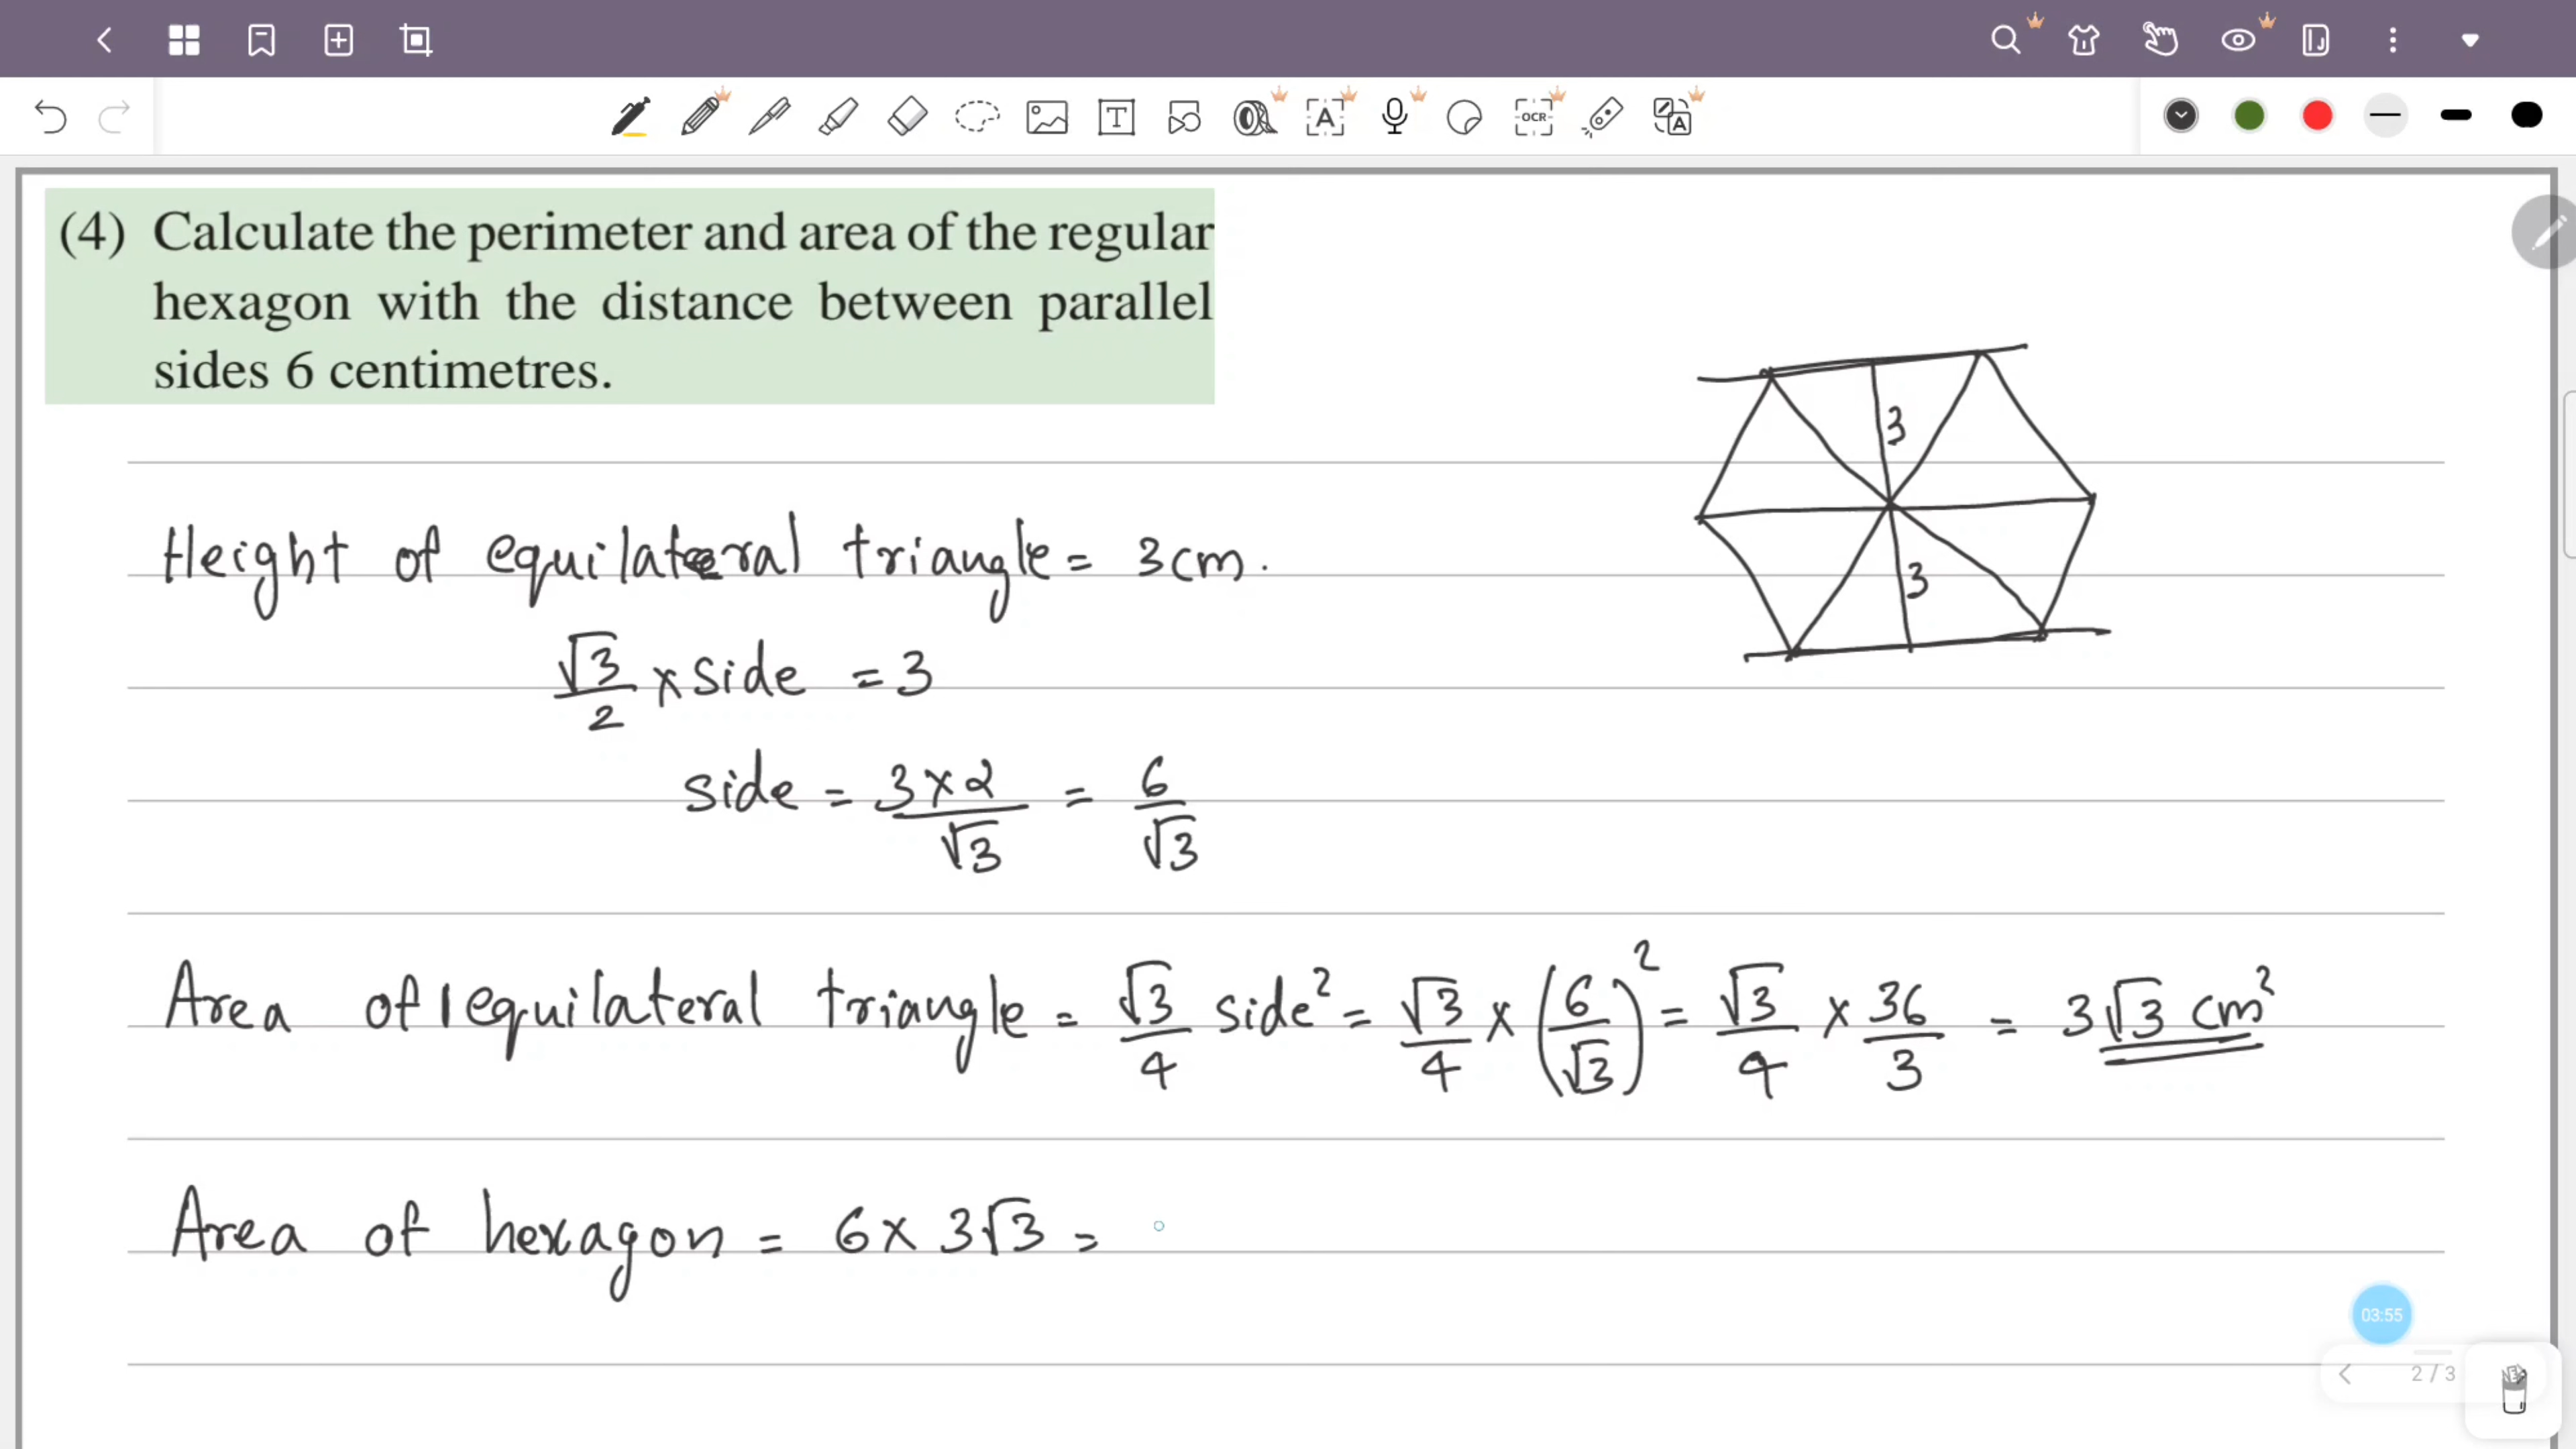 OCR
A
T
A
(4) Calculate the perimeter and area of the regular
hexagon with the distance between parallel
sides 6 centimetres.
3
3
Height of equilateral triangle = 3cm.
√3/2 × side = 3
side = 3×2/√3 = 6/√3
Area of 1 equilateral triangle = √3/4 side² = √3/4 × (6/√3)² = √3/4 × 36/3 = 3√3 cm²
Area of hexagon = 6× 3√3 =
03:55
2 / 3